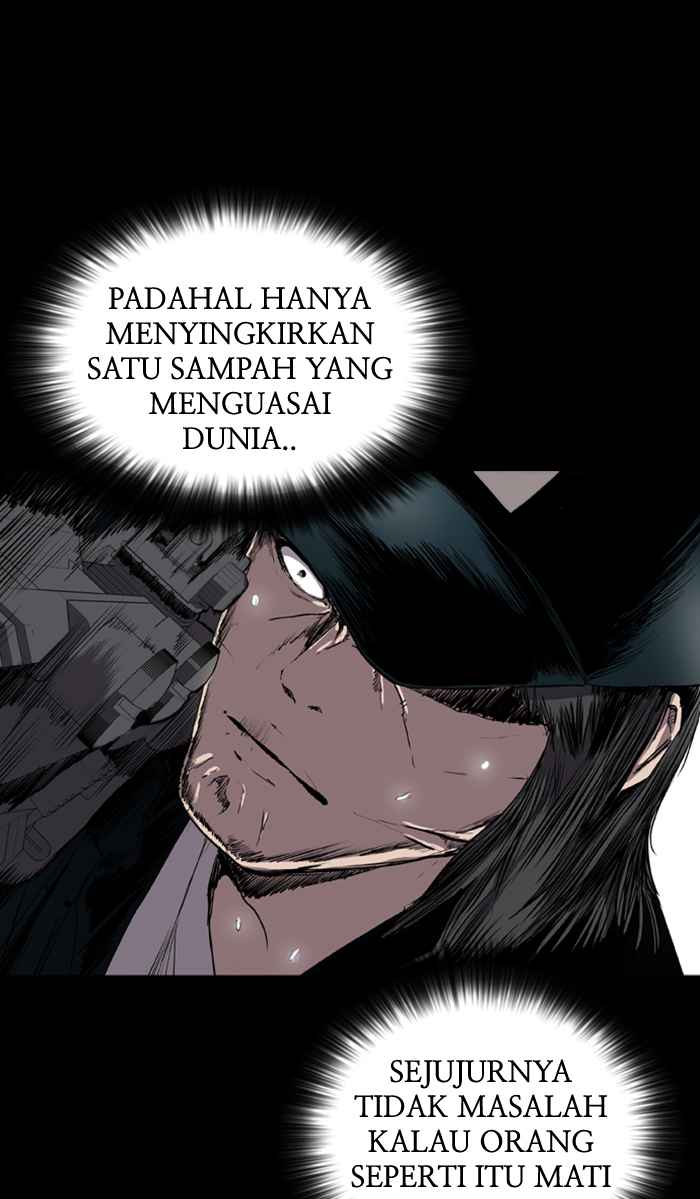 PADAHAL HANYA
MENYINGKIRKAN
SATU SAMPAH YANG
MENGUASAI
DUNIA..
SEJUJURNYA
TIDAK MASALAH
KALAU ORANG
SEPERTI ITU MATI